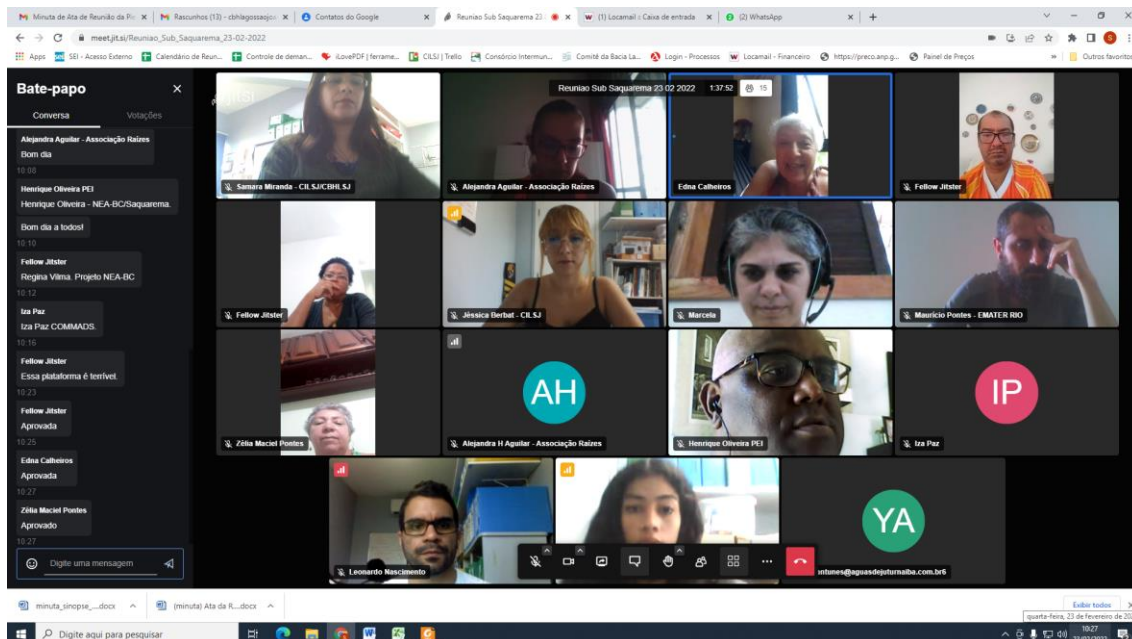 Minuta de Ata de Reunião da Ple
Rascunhos (13) - cbhlagossaojo
Contatos do Google
Reuniao Sub Saquarema 23
(1) Locamail :: Caixa de entrada
(2) WhatsApp
meet.jit.si/Reuniao_Sub_Saquarema_23-02-2022
Apps
SEI - Acesso Externo
Calendário de Reun...
Controle de deman...
iLovePDF | ferrame...
CILSJ | Trello
Consórcio Intermun...
Comitê da Bacia La...
Login - Processos
Locamail - Financeiro
https://preco.anp.g...
Painel de Preços
Outros favoritos
Bate-papo
Conversa
Votações
Alejandra Aguilar - Associação Raízes
Bom dia
10:08
Henrique Oliveira PEI
Henrique Oliveira - NEA-BC/Saquarema.
Bom dia a todos!
10:10
Fellow Jitster
Regina Vilma. Projeto NEA-BC
10:12
Iza Paz
Iza Paz COMMADS.
10:16
Fellow Jitster
Essa plataforma é terrível.
10:23
Fellow Jitster
Aprovada
10:25
Edna Calheiros
Aprovada
10:27
Zélia Maciel Pontes
Aprovado
10:27
Digite uma mensagem
Reuniao Sub Saquarema 23 02 2022
1:37:52
15
Samara Miranda - CILSJ/CBHLSJ
Alejandra Aguilar - Associação Raízes
Edna Calheiros
Fellow Jitster
Fellow Jitster
Jéssica Berbat - CILSJ
Marcela
Maurício Pontes - EMATER RIO
AH
IP
Zélia Maciel Pontes
Alejandra H Aguilar - Associação Raízes
Henrique Oliveira PEI
Iza Paz
YA
Leonardo Nascimento
antunes@aguasdejuturnaiba.com.br6
minuta_sinopse_....docx
(minuta) Ata da R....docx
Exibir todos
quarta-feira, 23 de fevereiro de 202
Digite aqui para pesquisar
10:27
23/02/2022